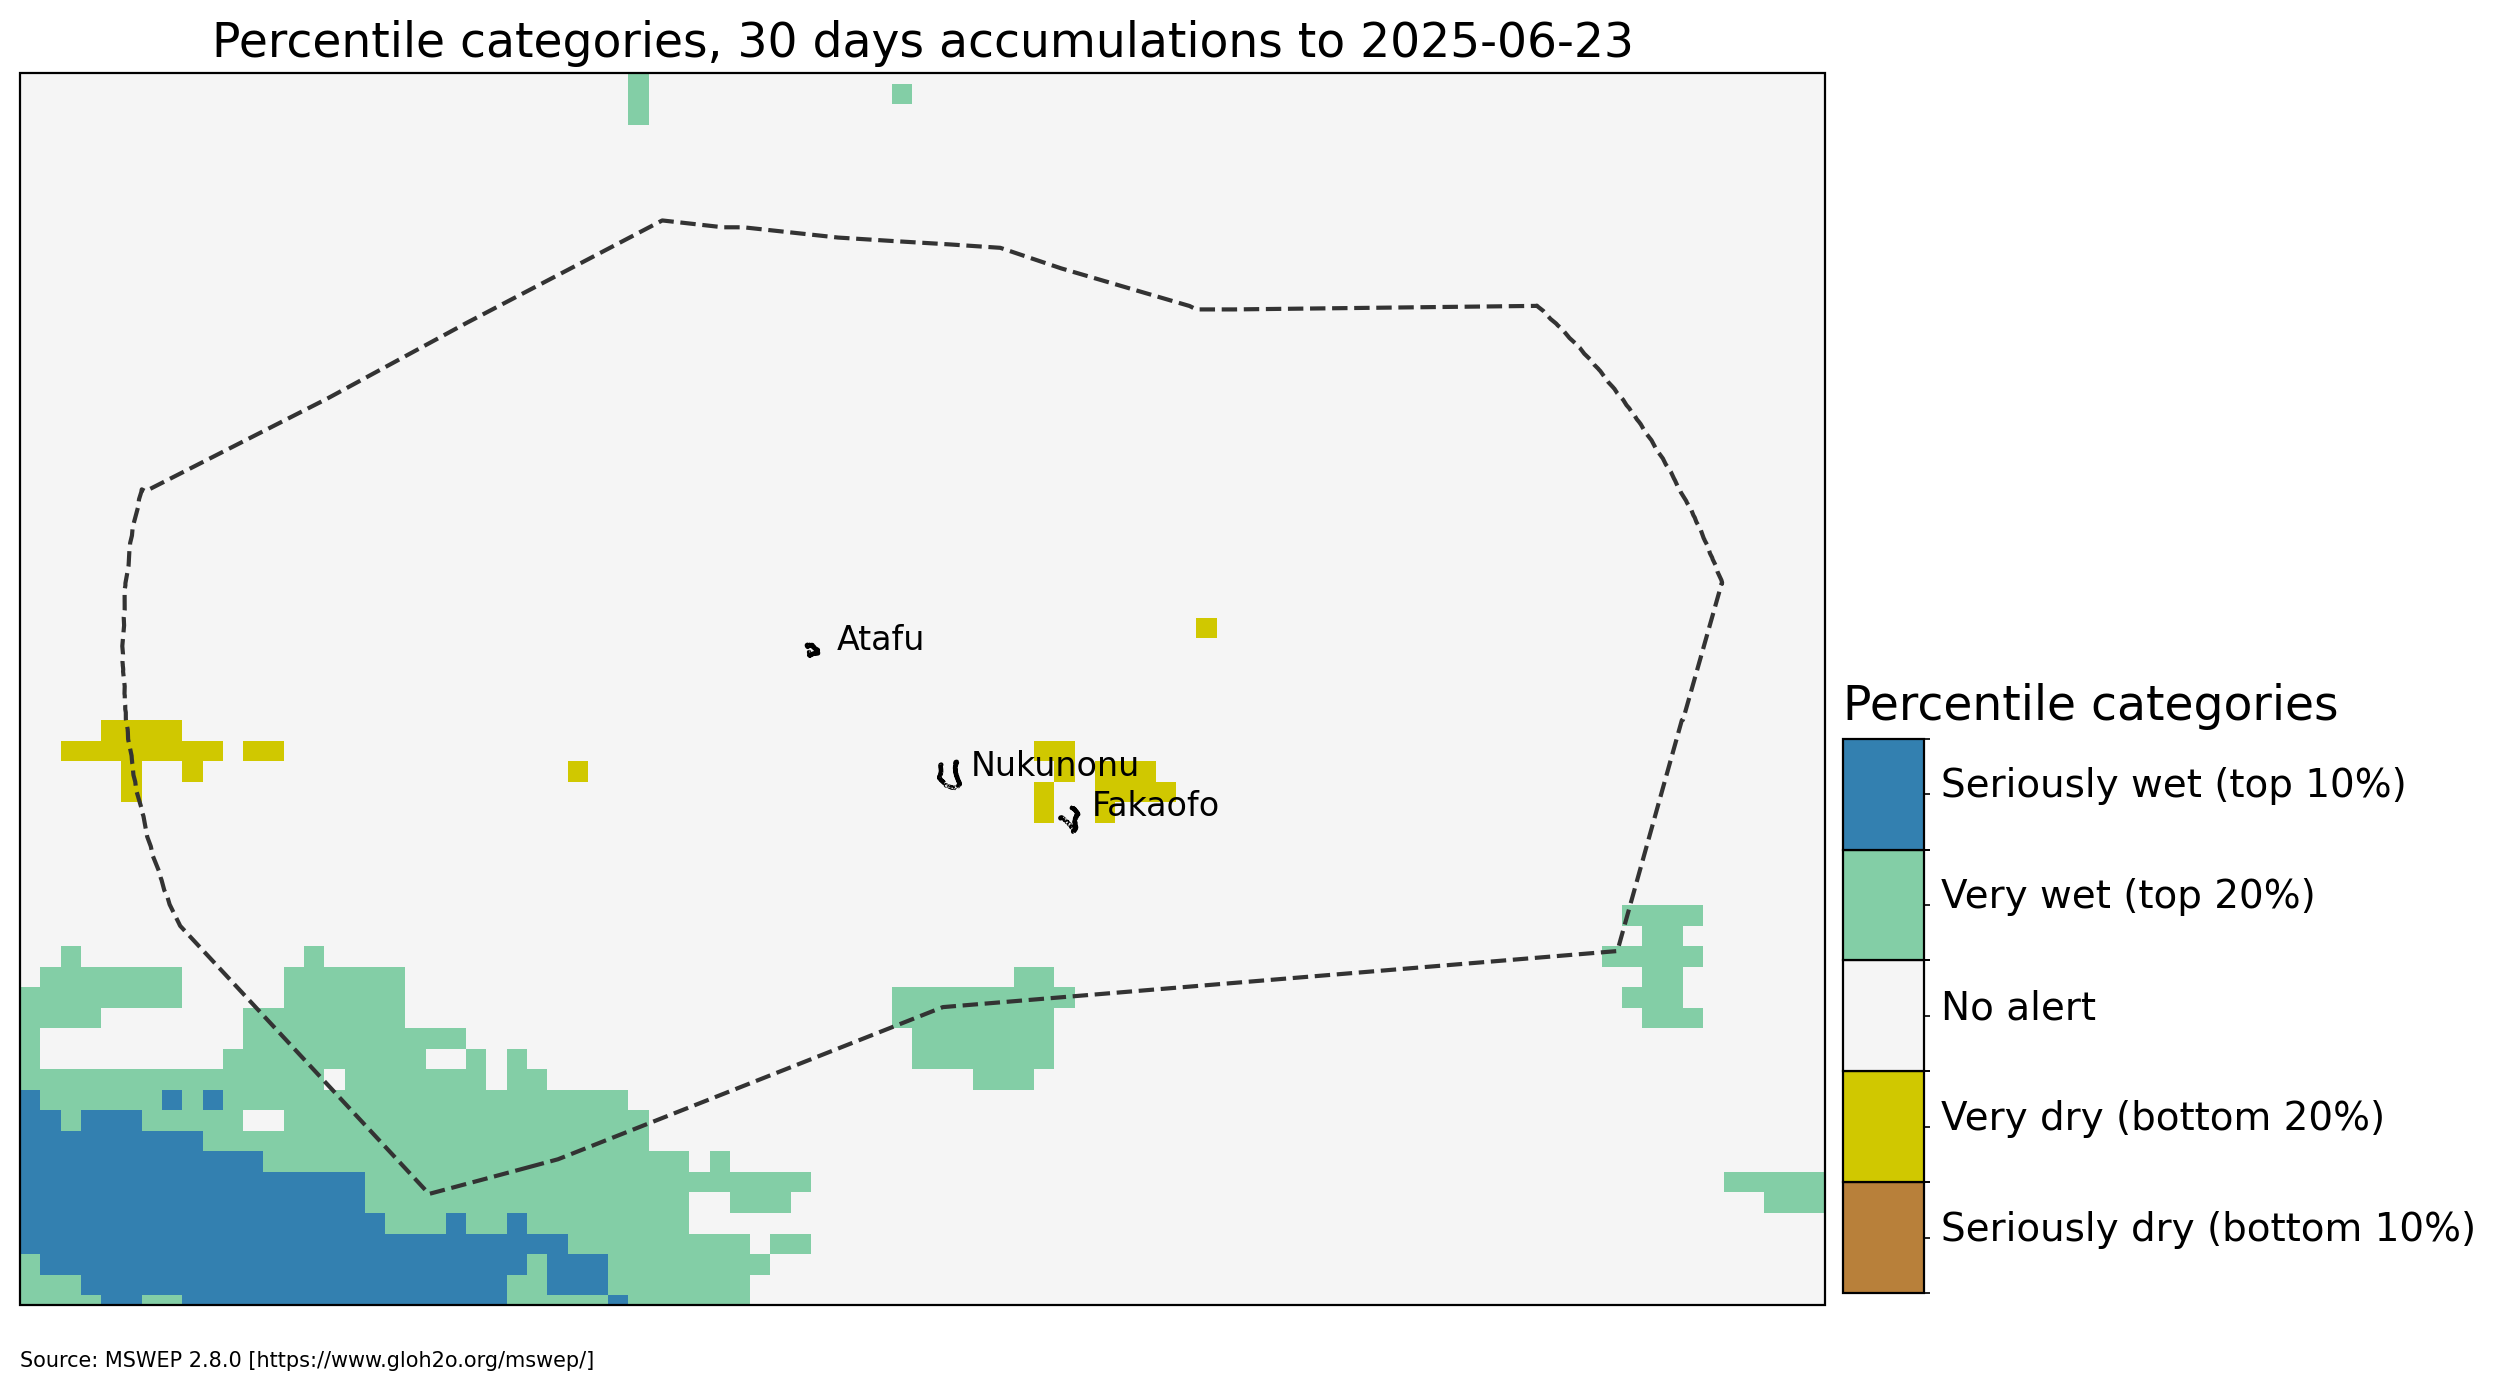 Percentile categories, 30 days accumulations to 2025-06-23
Atafu
Nukunonu
Fakaofo
Percentile categories
Seriously wet (top 10%)
Very wet (top 20%)
No alert
Very dry (bottom 20%)
Seriously dry (bottom 10%)
Source: MSWEP 2.8.0 [https://www.gloh2o.org/mswep/]